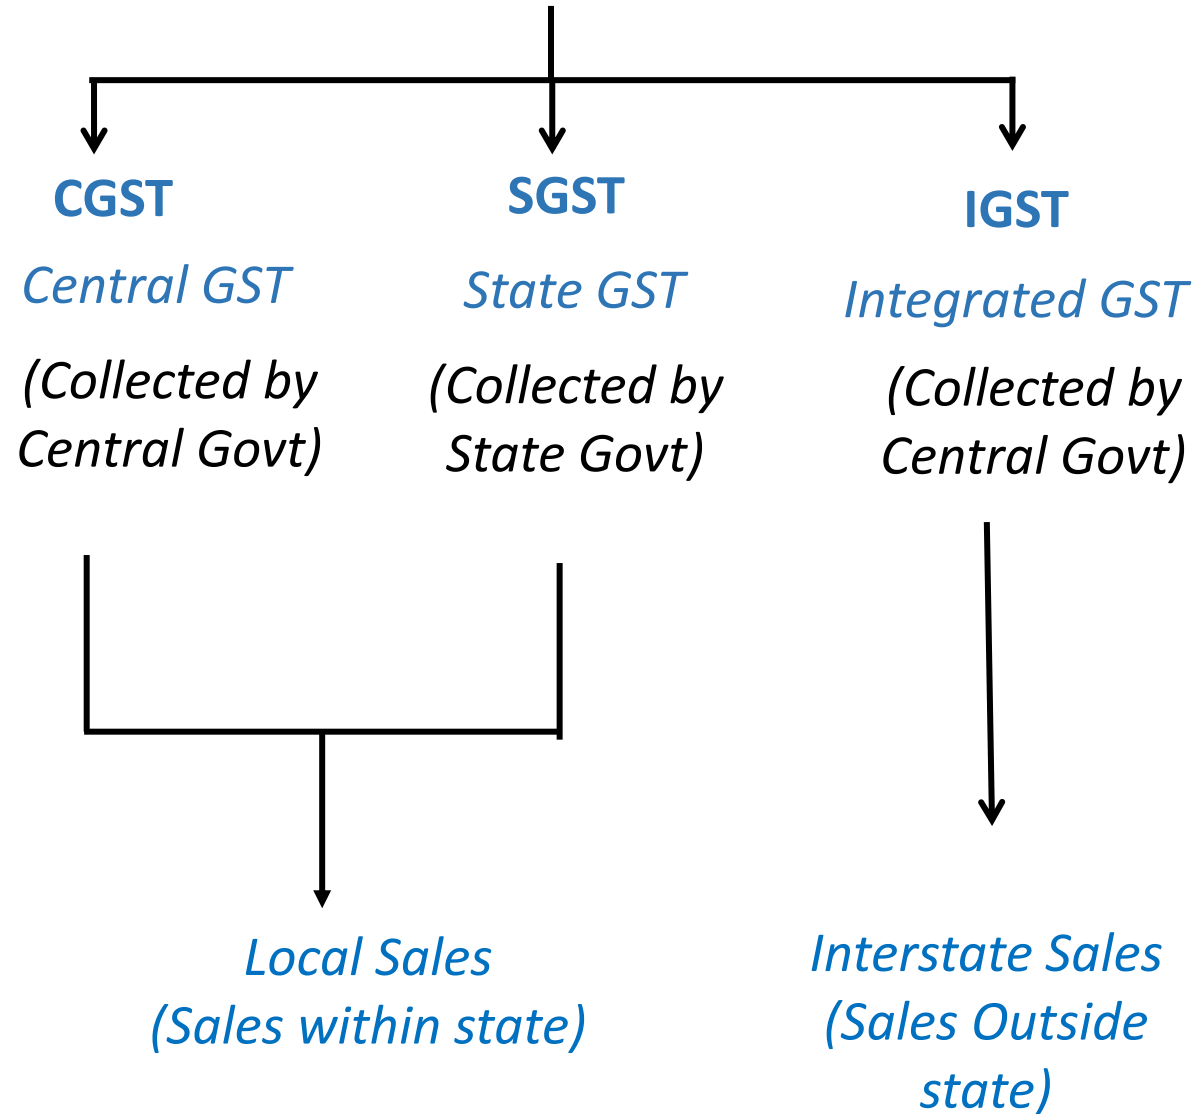 CGST
Central GST
(Collected by
Central Govt)
SGST
State GST
(Collected by
State Govt)
IGST
Integrated GST
(Collected by
Central Govt)
Local Sales
(Sales within state)
Interstate Sales
(Sales Outside
state)